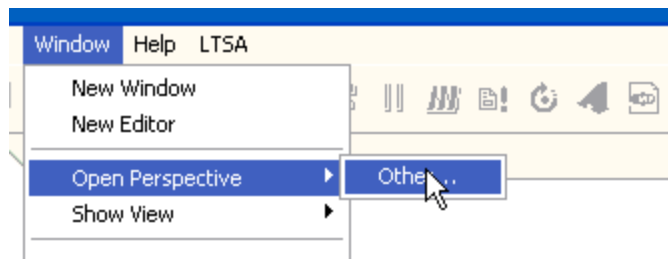 Window Help LTSA
New Window
New Editor
Open Perspective
Othe...
Show View